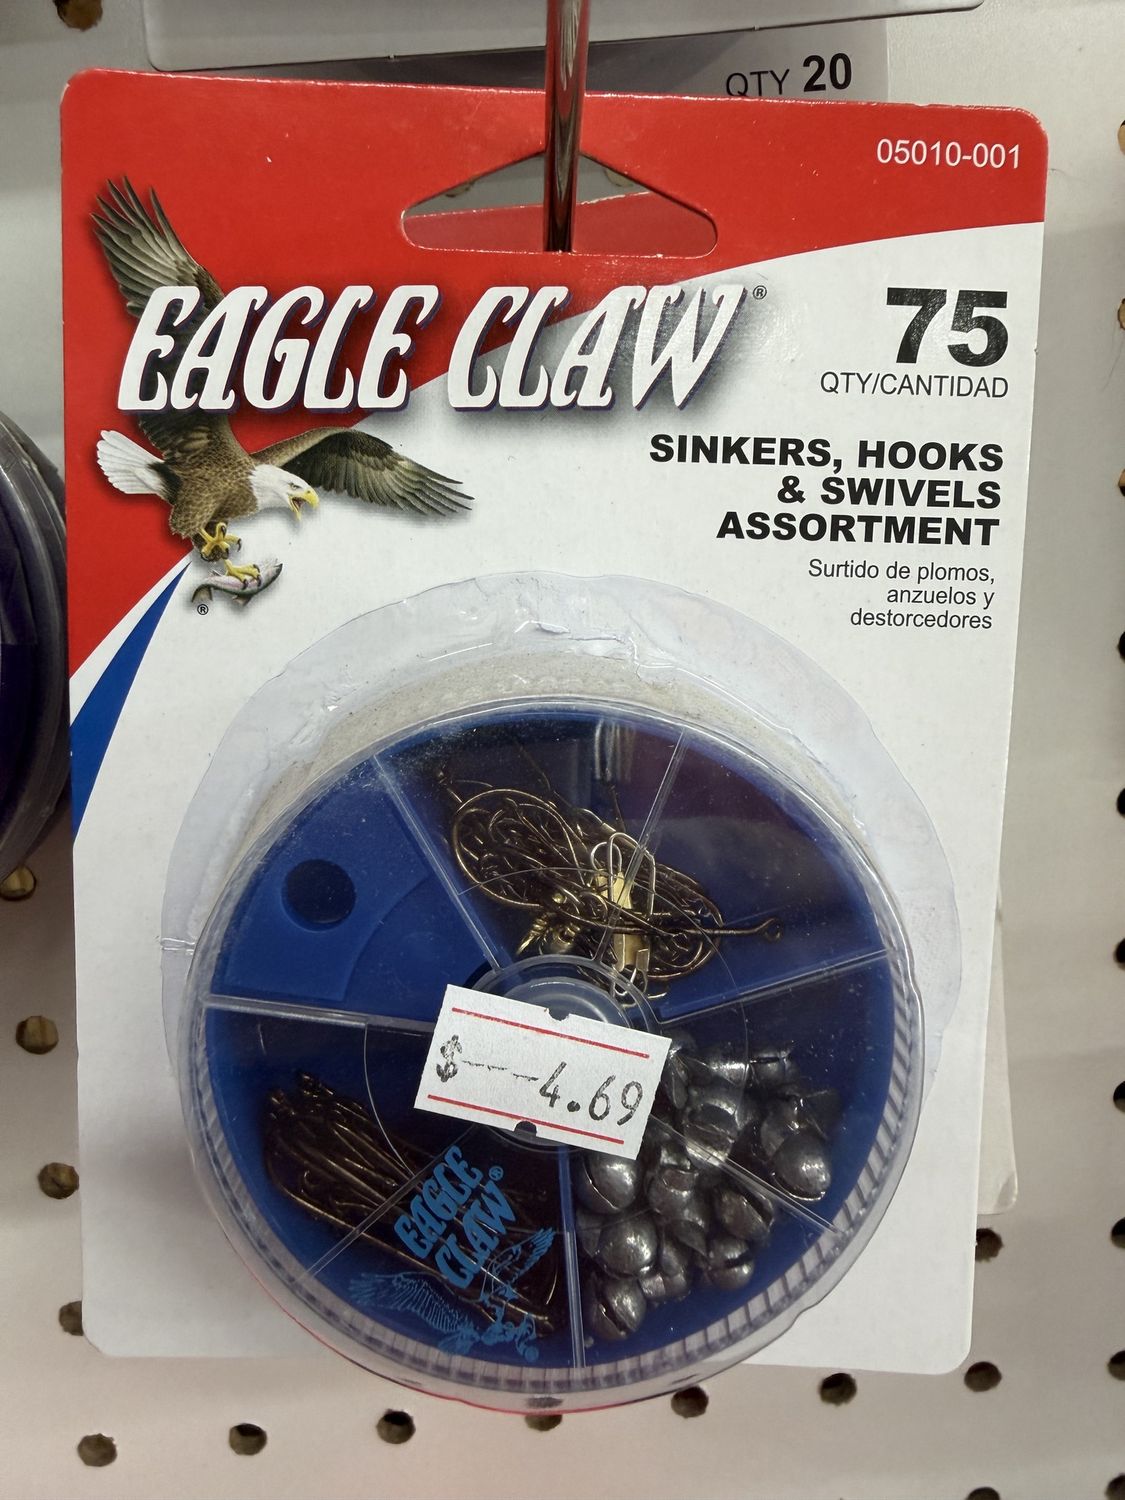 QTY 20
05010-001
EAGLE CLAW®
75
QTY/CANTIDAD
SINKERS, HOOKS
& SWIVELS
ASSORTMENT
Surtido de plomos,
anzuelos y
destorcedores
®
$---4.69
EAGLE
CLAW®